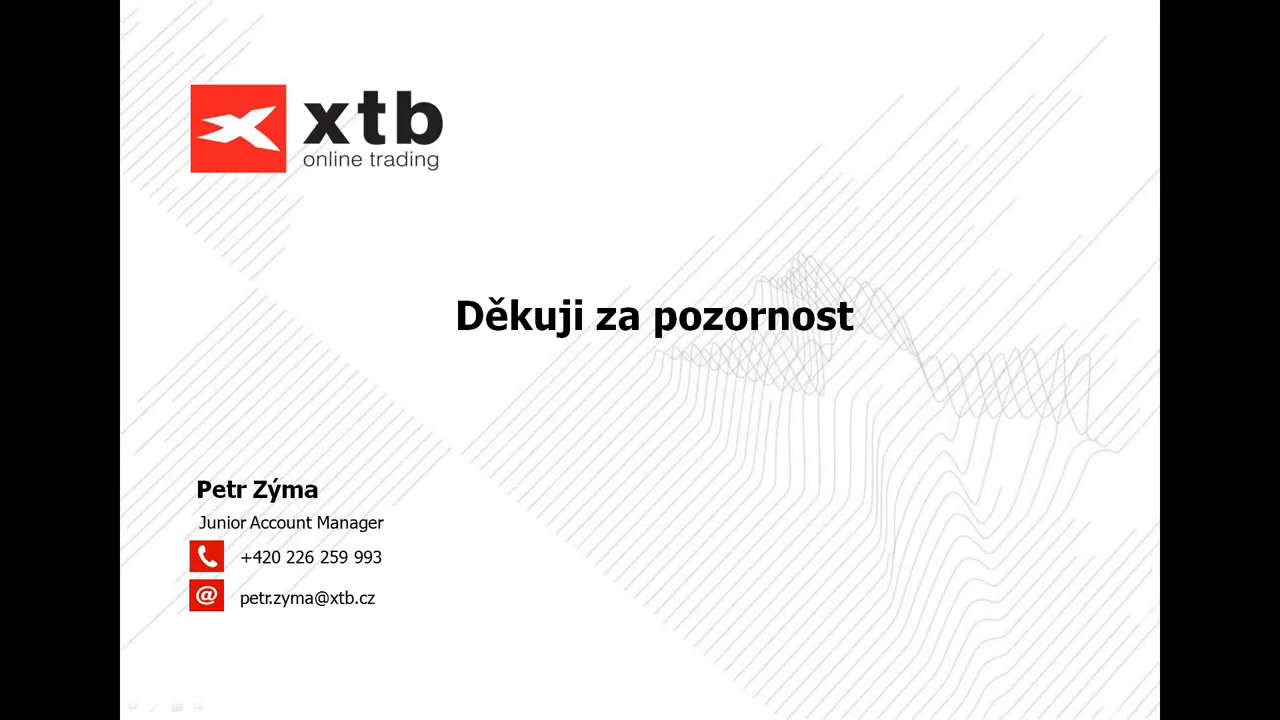 xtb
online trading
Děkuji za pozornost
Petr Zýma
Junior Account Manager
+420 226 259 993
@ petr.zyma@xtb.cz